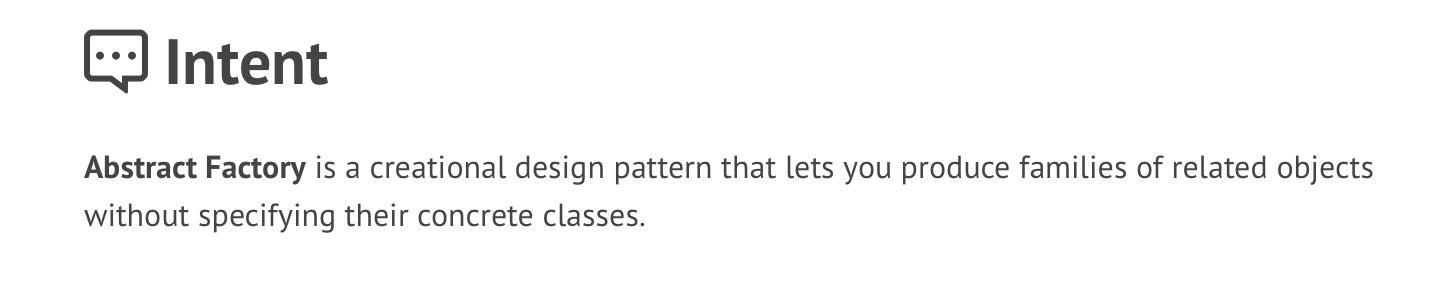 Intent
Abstract Factory is a creational design pattern that lets you produce families of related objects
without specifying their concrete classes.